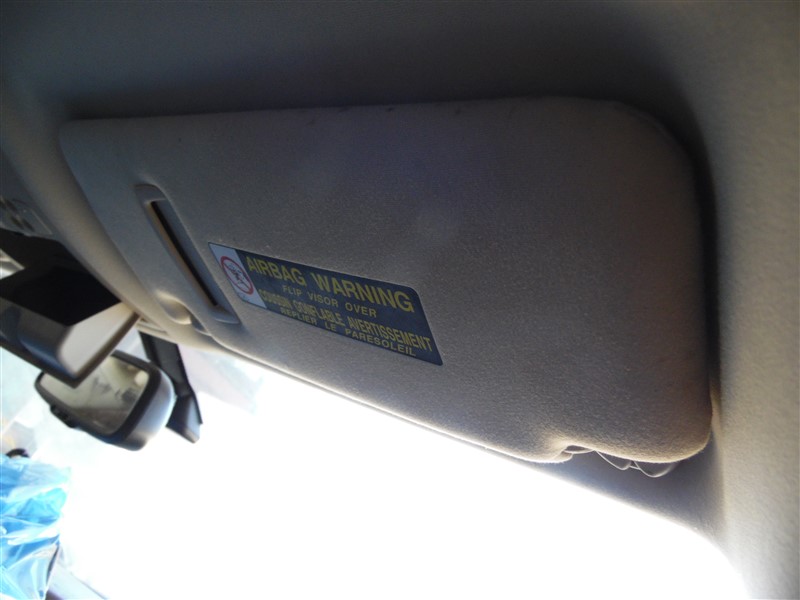 AIRBAG WARNING
FLIP VISOR OVER
COUSSIN GONFLABLE AVERTISSEMENT
REPLIER LE PARESOLEIL